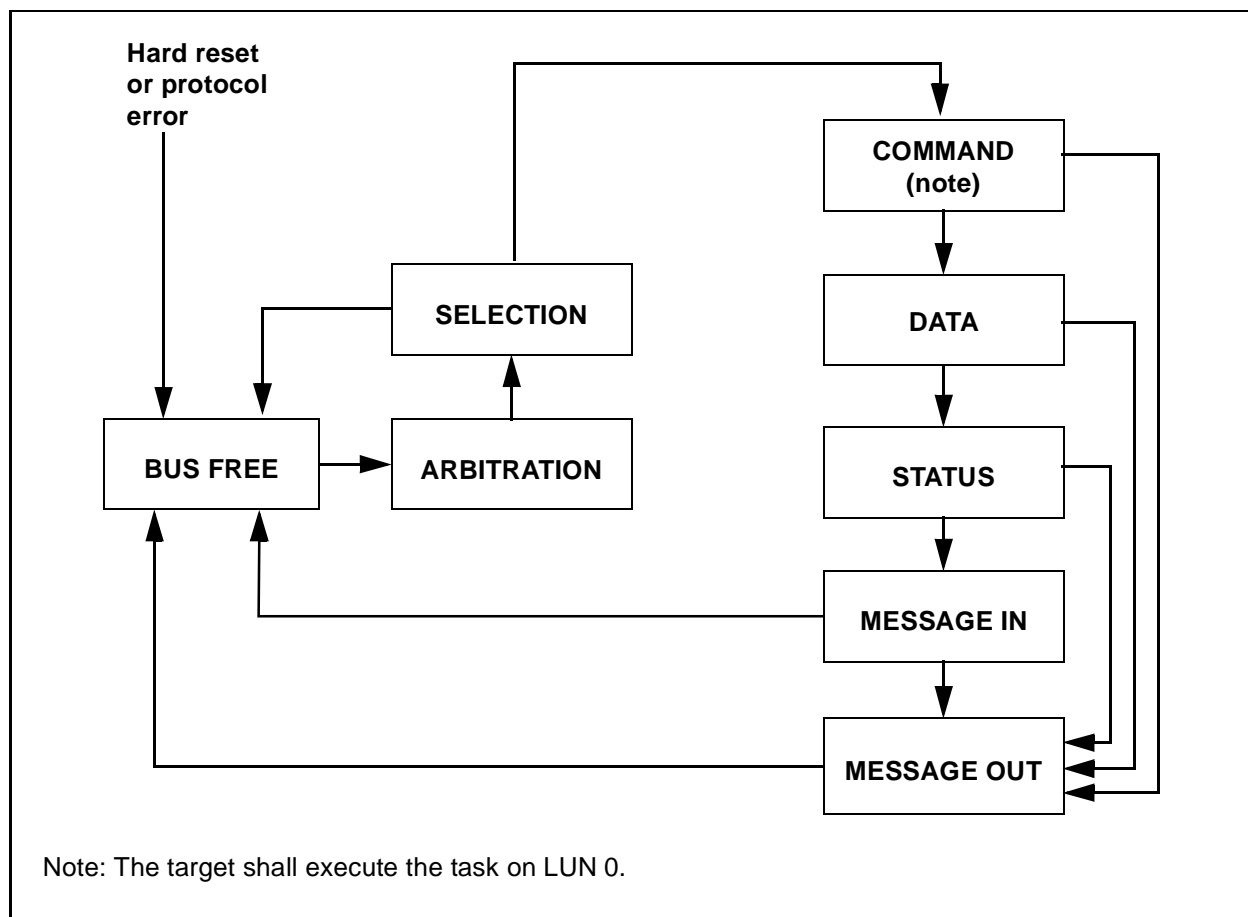 Hard reset
or protocol
error
COMMAND
(note)
SELECTION
DATA
BUS FREE
ARBITRATION
STATUS
MESSAGE IN
MESSAGE OUT
Note: The target shall execute the task on LUN 0.